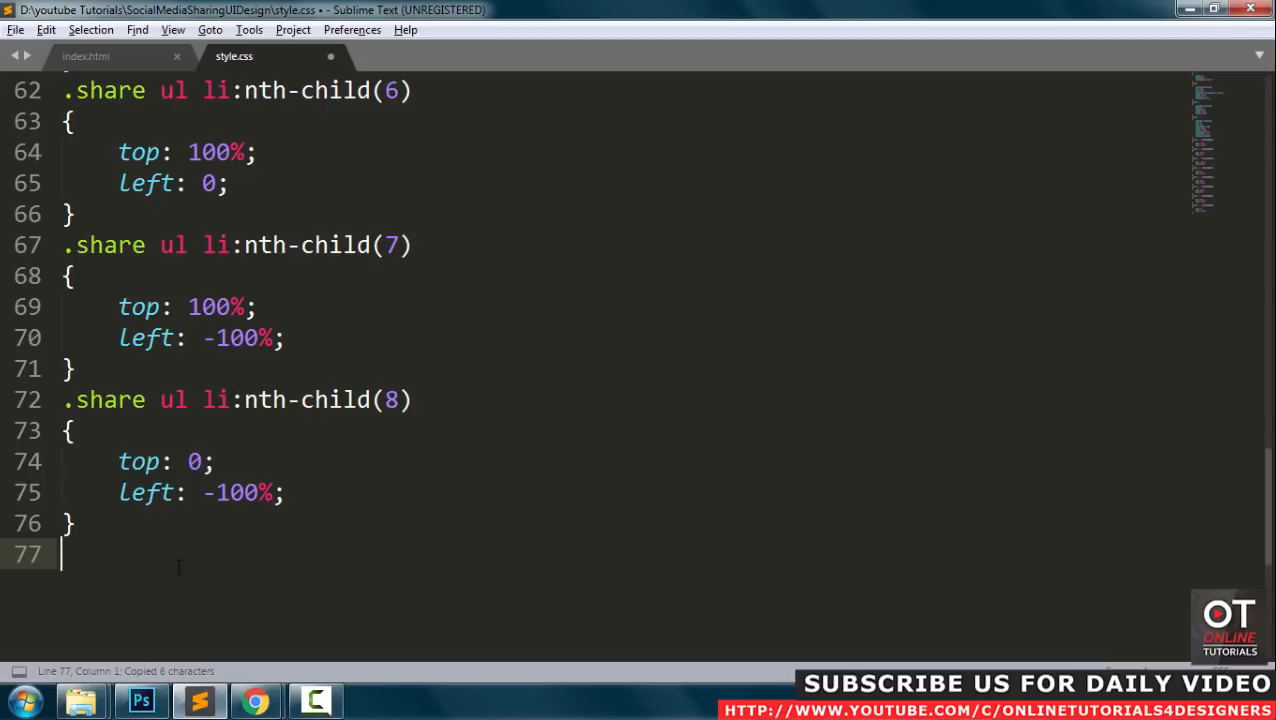 D:\youtube Tutorials\SocialMediaSharingUIDesign\style.css • - Sublime Text (UNREGISTERED)
File Edit Selection Find View Goto Tools Project Preferences Help
index.html style.css
62 .share ul li:nth-child(6)
63 {
64 top: 100%;
65 left: 0;
66 }
67 .share ul li:nth-child(7)
68 {
69 top: 100%;
70 left: -100%;
71 }
72 .share ul li:nth-child(8)
73 {
74 top: 0;
75 left: -100%;
76 }
77
OT
ONLINE
TUTORIALS
Line 77, Column 1; Copied 6 characters
Ps
SUBSCRIBE US FOR DAILY VIDEO
HTTP://WWW.YOUTUBE.COM/C/ONLINETUTORIALS4DESIGNERS